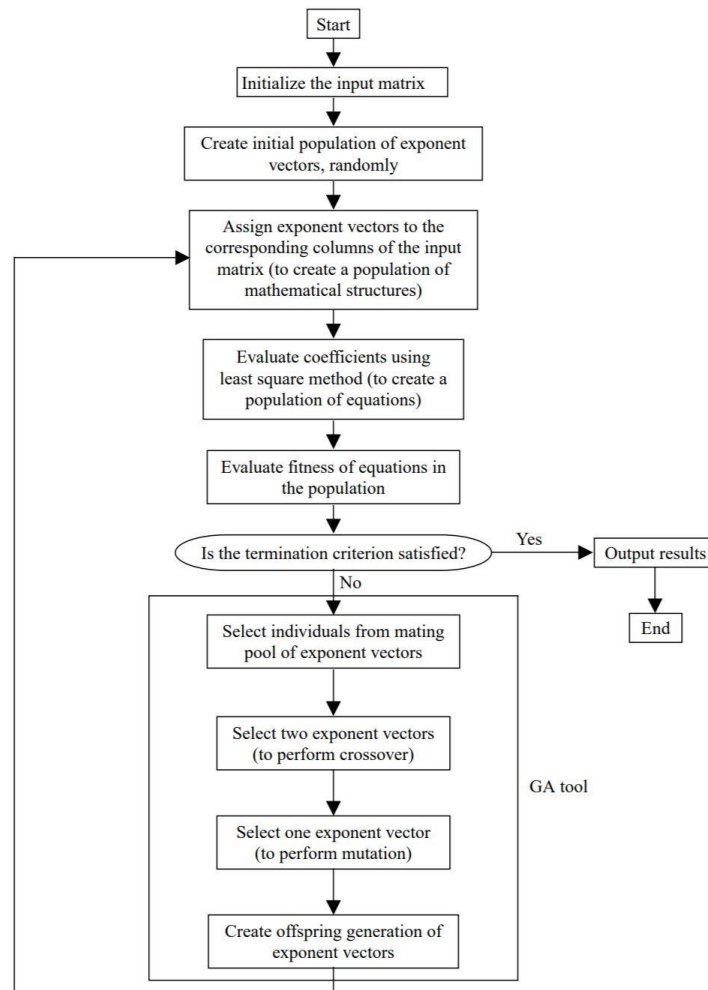 Start
Initialize the input matrix
Create initial population of exponent
vectors, randomly
Assign exponent vectors to the
corresponding columns of the input
matrix (to create a population of
mathematical structures)
Evaluate coefficients using
least square method (to create a
population of equations)
Evaluate fitness of equations in
the population
Is the termination criterion satisfied?
Yes
Output results
End
No
Select individuals from mating
pool of exponent vectors
Select two exponent vectors
(to perform crossover)
GA tool
Select one exponent vector
(to perform mutation)
Create offspring generation of
exponent vectors